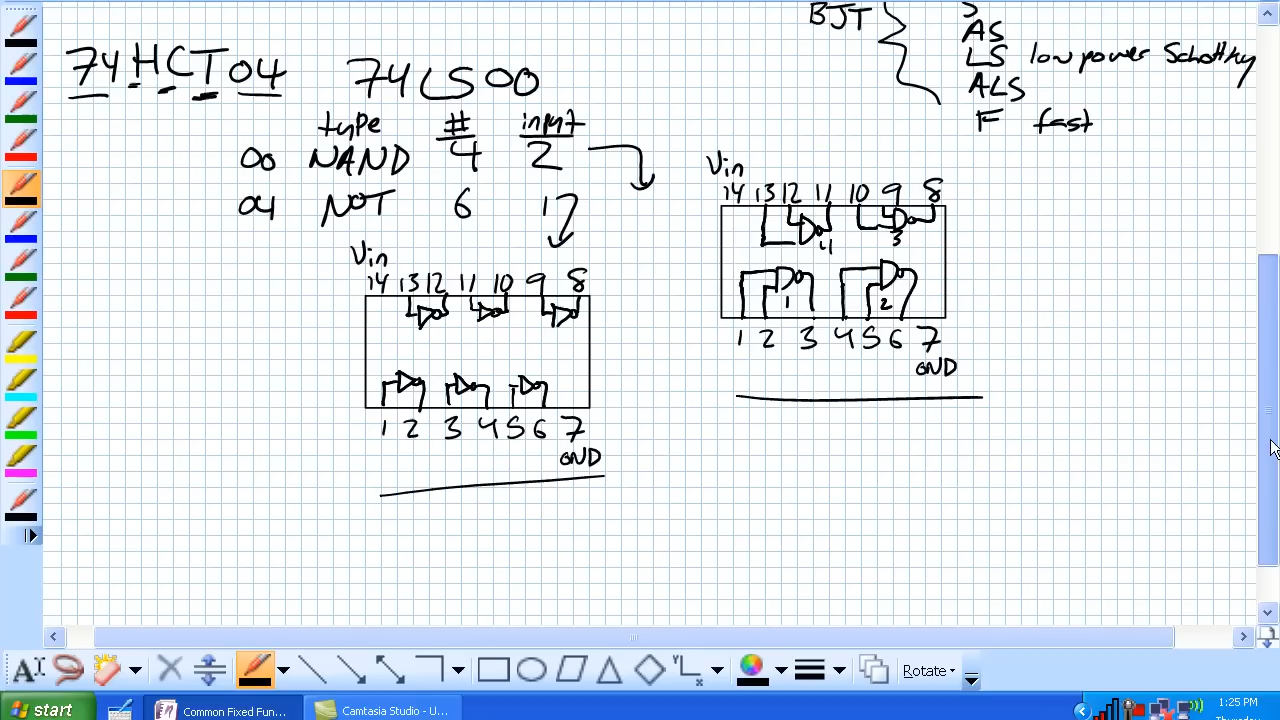 BJT
AS
LS low power Schottky
ALS
F fast
74HCT04 74LS00
type # input
00 NAND 4 2
04 NOT 6 1
Vin
14 13 12 11 10 9 8
4 3
1 2
1 2 3 4 5 6 7
GND
Vin
14 13 12 11 10 9 8
1 2 3 4 5 6 7
GND
A
Rotate
start
Common Fixed Fun...
Camtasia Studio - U...
1:25 PM